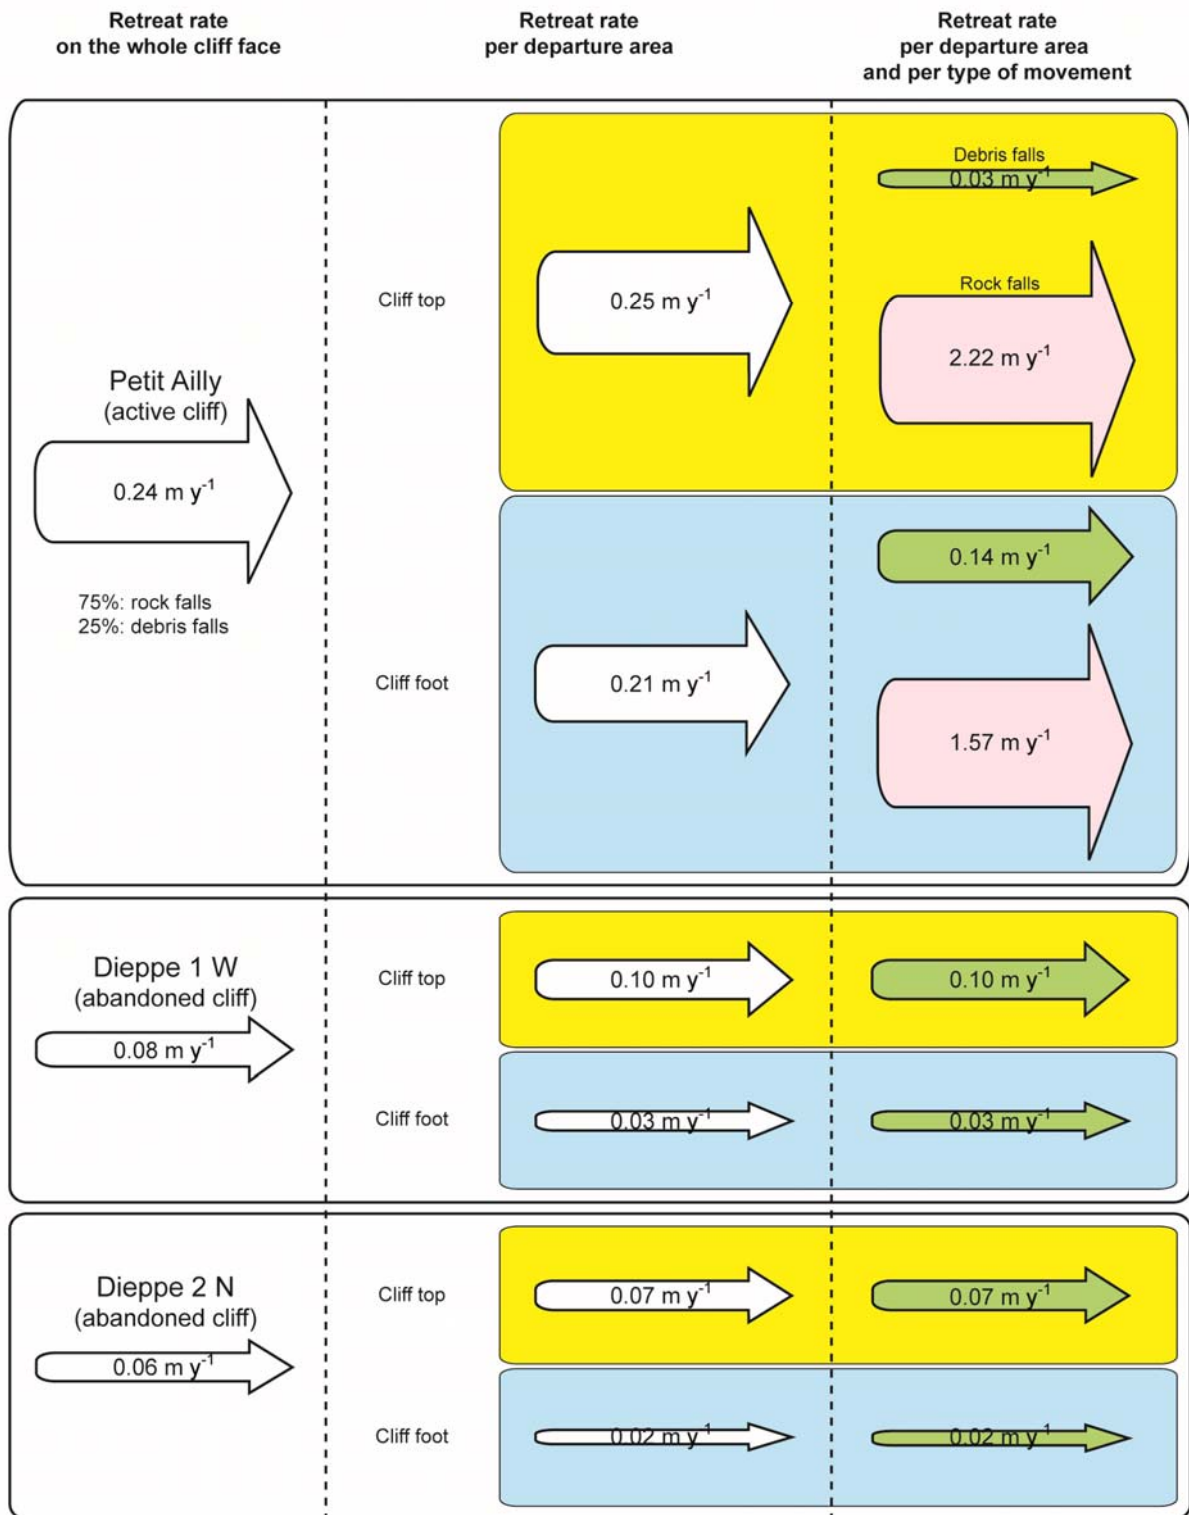 Retreat rate
on the whole cliff face
Retreat rate
per departure area
Retreat rate
per departure area
and per type of movement
Petit Ailly
(active cliff)
0.24 m y⁻¹
75%: rock falls
25%: debris falls
Cliff top
0.25 m y⁻¹
Debris falls
0.03 m y⁻¹
Rock falls
2.22 m y⁻¹
Cliff foot
0.21 m y⁻¹
0.14 m y⁻¹
1.57 m y⁻¹
Dieppe 1 W
(abandoned cliff)
0.08 m y⁻¹
Cliff top
0.10 m y⁻¹
0.10 m y⁻¹
Cliff foot
0.03 m y⁻¹
0.03 m y⁻¹
Dieppe 2 N
(abandoned cliff)
0.06 m y⁻¹
Cliff top
0.07 m y⁻¹
0.07 m y⁻¹
Cliff foot
0.02 m y⁻¹
0.02 m y⁻¹